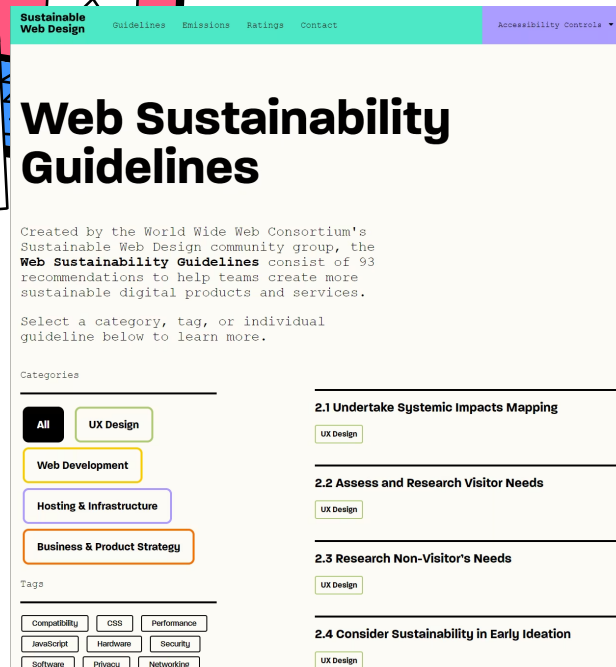 Sustainable
Web Design
Guidelines Emissions Ratings Contact
Accessibility Controls
Web Sustainability
Guidelines
Created by the World Wide Web Consortium's
Sustainable Web Design community group, the
Web Sustainability Guidelines consist of 93
recommendations to help teams create more
sustainable digital products and services.
Select a category, tag, or individual
guideline below to learn more.
Categories
All UX Design
Web Development
Hosting & Infrastructure
Business & Product Strategy
Tags
Compatibility CSS Performance
JavaScript Hardware Security
Software Privacy Networking
2.1 Undertake Systemic Impacts Mapping
UX Design
2.2 Assess and Research Visitor Needs
UX Design
2.3 Research Non-Visitor's Needs
UX Design
2.4 Consider Sustainability in Early Ideation
UX Design